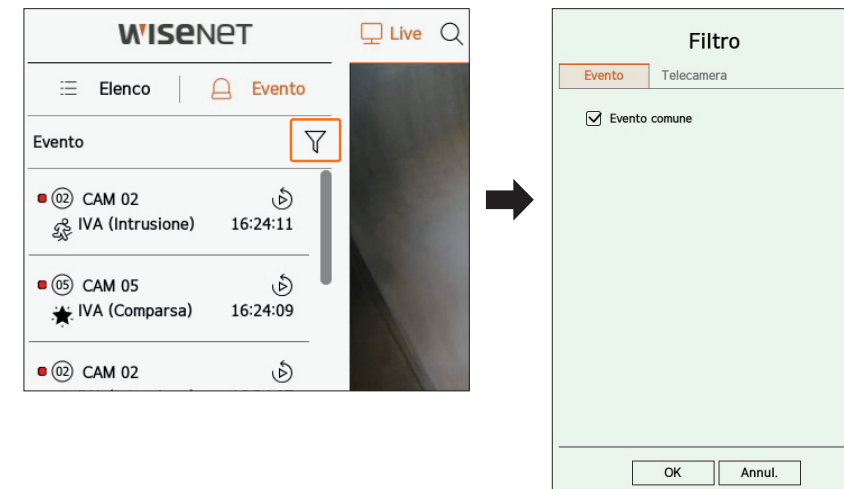 WISENET
Live
Elenco
Evento
Evento
02 CAM 02
IVA (Intrusione) 16:24:11
05 CAM 05
IVA (Comparsa) 16:24:09
02 CAM 02
Filtro
Evento Telecamera
Evento comune
OK Annul.